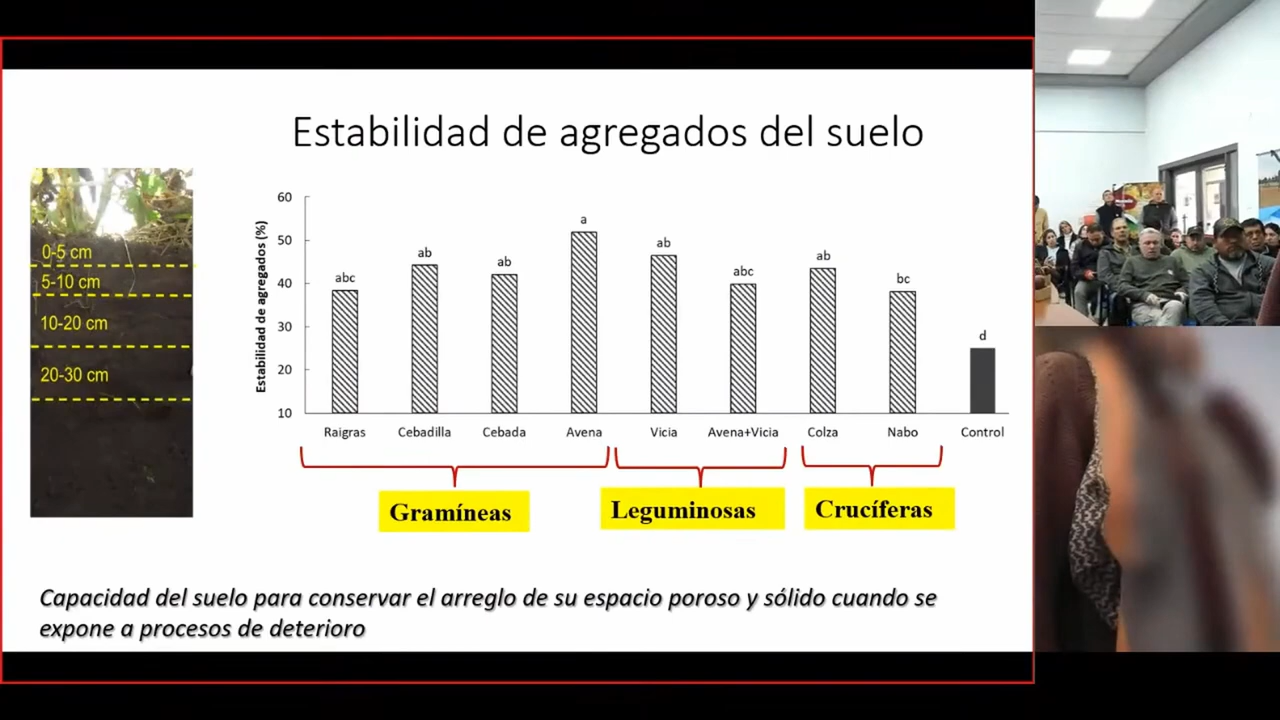 Estabilidad de agregados del suelo
0-5 cm
5-10 cm
10-20 cm
20-30 cm
Estabilidad de agregados (%)
60
50
40
30
20
10
abc
ab
ab
a
ab
abc
ab
bc
d
Raigras
Cebadilla
Cebada
Avena
Vicia
Avena+Vicia
Colza
Nabo
Control
Gramíneas
Leguminosas
Crucíferas
Capacidad del suelo para conservar el arreglo de su espacio poroso y sólido cuando se
expone a procesos de deterioro